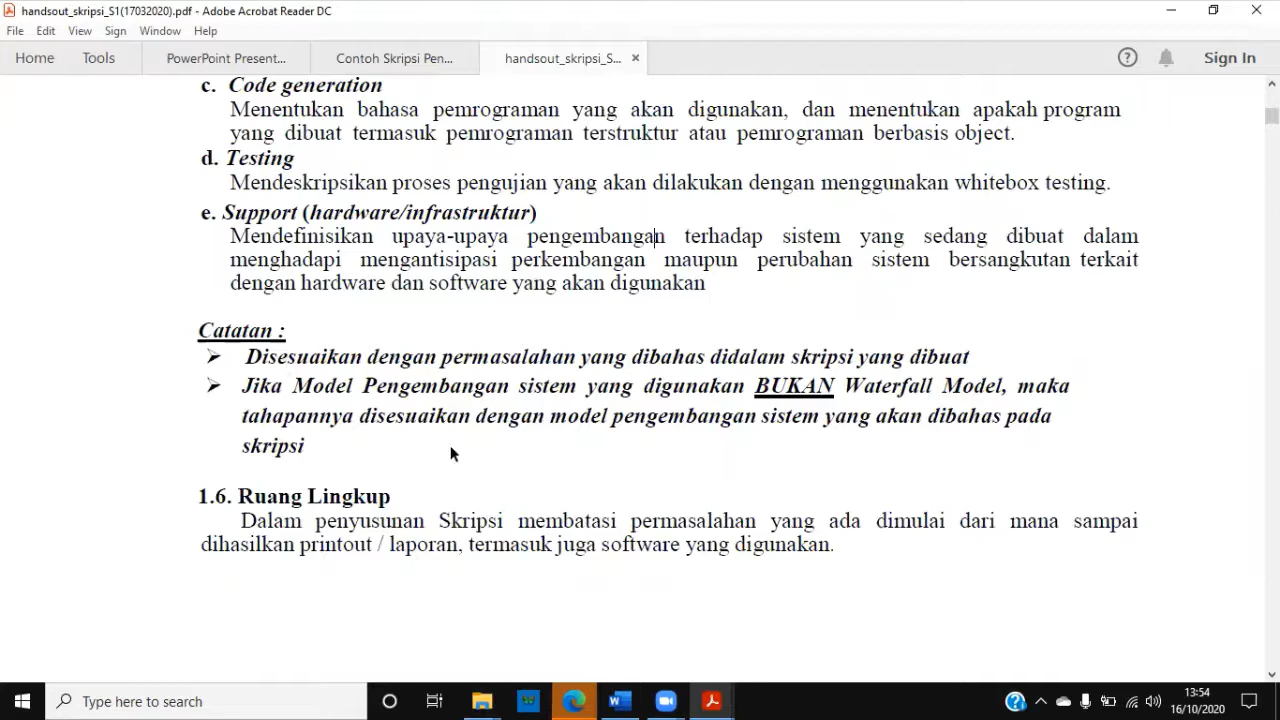 handsout_skripsi_S1(17032020).pdf - Adobe Acrobat Reader DC
File Edit View Sign Window Help
Home Tools PowerPoint Present... Contoh Skripsi Pen... handsout_skripsi_S... × Sign In
c. Code generation
Menentukan bahasa pemrograman yang akan digunakan, dan menentukan apakah program
yang dibuat termasuk pemrograman terstruktur atau pemrograman berbasis object.
d. Testing
Mendeskripsikan proses pengujian yang akan dilakukan dengan menggunakan whitebox testing.
e. Support (hardware/infrastruktur)
Mendefinisikan upaya-upaya pengembangan terhadap sistem yang sedang dibuat dalam
menghadapi mengantisipasi perkembangan maupun perubahan sistem bersangkutan terkait
dengan hardware dan software yang akan digunakan
Catatan :
➢ Disesuaikan dengan permasalahan yang dibahas didalam skripsi yang dibuat
➢ Jika Model Pengembangan sistem yang digunakan BUKAN Waterfall Model, maka
tahapannya disesuaikan dengan model pengembangan sistem yang akan dibahas pada
skripsi
1.6. Ruang Lingkup
Dalam penyusunan Skripsi membatasi permasalahan yang ada dimulai dari mana sampai
dihasilkan printout / laporan, termasuk juga software yang digunakan.
Type here to search
13:54
16/10/2020